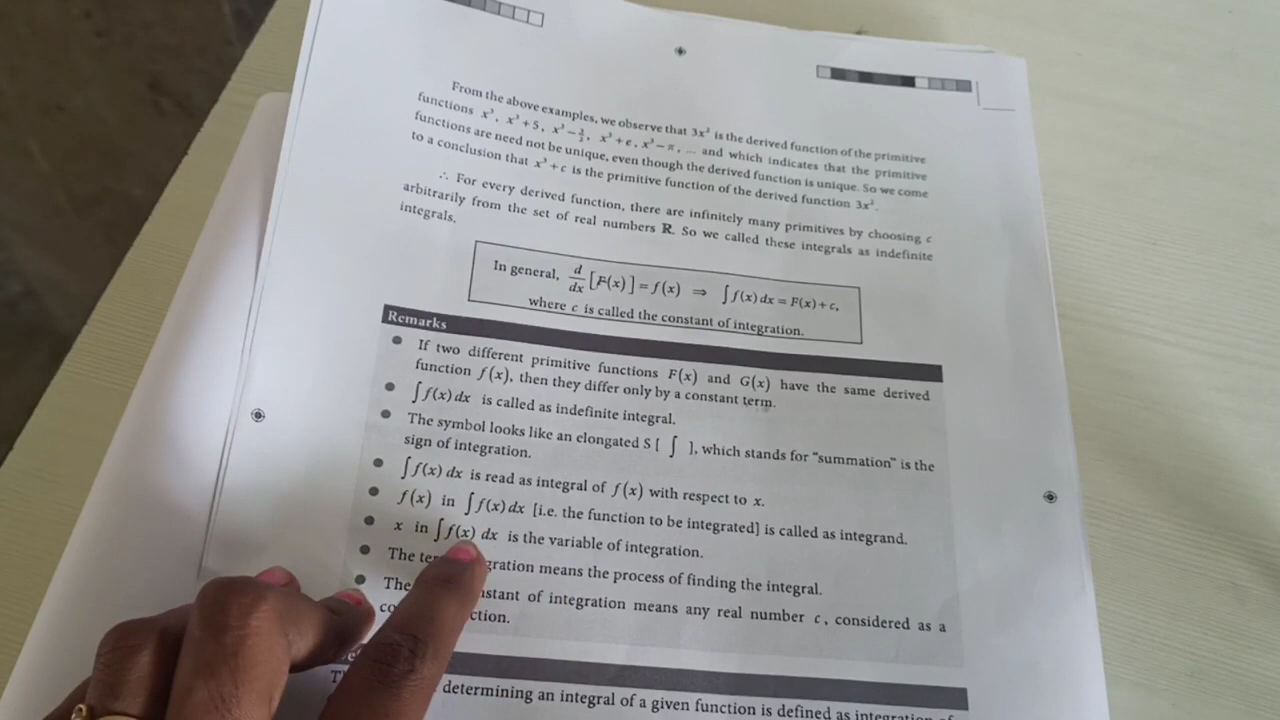 From the above examples, we observe that 3x² is the derived function of the primitive
functions x³, x³+5, x³−3/2, x³+e, x³−π, ... and which indicates that the primitive
functions are need not be unique, even though the derived function is unique. So we come
to a conclusion that x³+c is the primitive function of the derived function 3x².
∴ For every derived function, there are infinitely many primitives by choosing c
arbitrarily from the set of real numbers R. So we called these integrals as indefinite
integrals.
In general, d/dx [F(x)] = f(x) ⇒ ∫f(x)dx = F(x)+c,
where c is called the constant of integration.
Remarks
• If two different primitive functions F(x) and G(x) have the same derived
function f(x), then they differ only by a constant term.
• ∫f(x)dx is called as indefinite integral.
• The symbol looks like an elongated S [ ∫ ], which stands for "summation" is the
sign of integration.
• ∫f(x) dx is read as integral of f(x) with respect to x.
• f(x) in ∫f(x)dx [i.e. the function to be integrated] is called as integrand.
• x in ∫f(x) dx is the variable of integration.
• The means the process of finding the integral.
• The of integration means any real number c, considered as a
determining an integral of a given function is defined as integration of